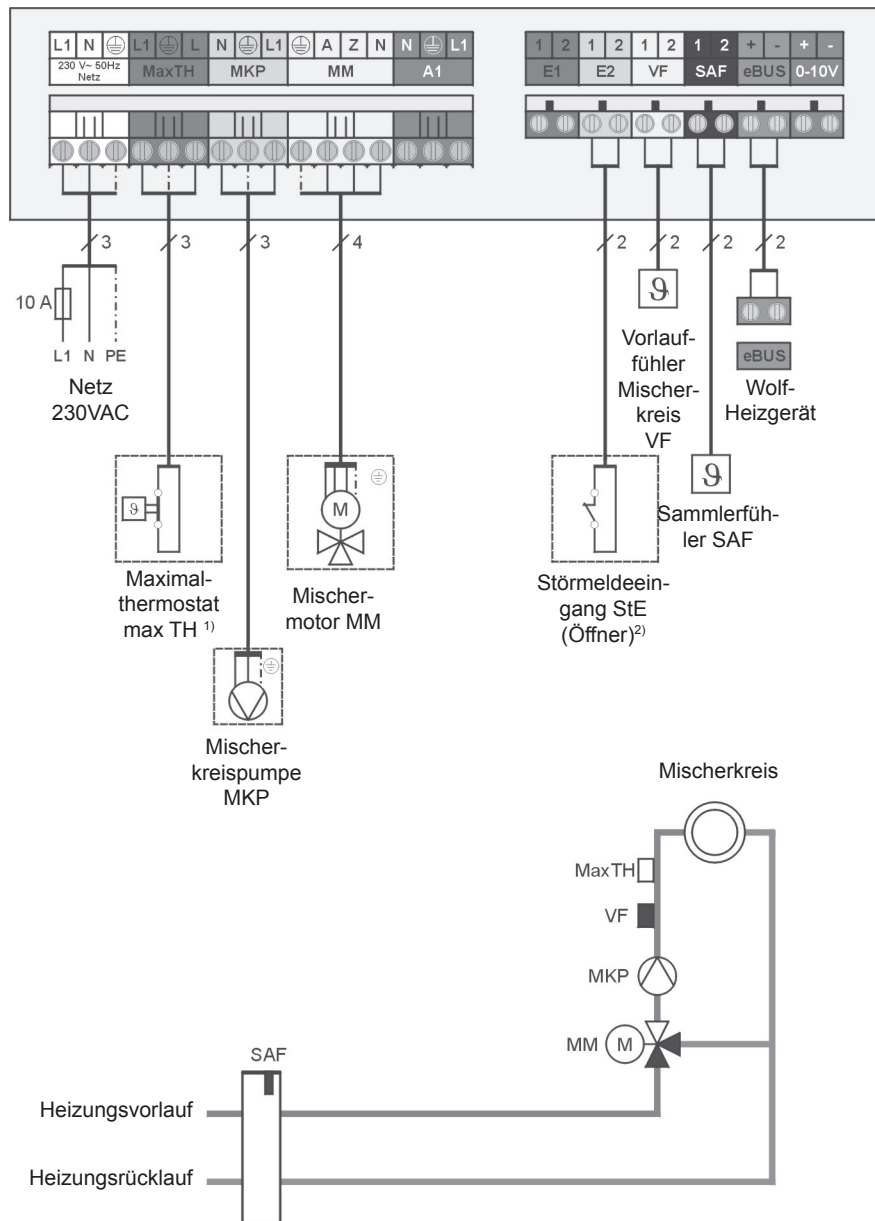 L1 N L1 L N L1 A Z N N L1
230 V~ 50Hz
Netz
MaxTH MKP MM A1
1 2 1 2 1 2 1 2 + - + -
E1 E2 VF SAF eBUS 0-10V
3 3 3 4 2 2 2 2
10 A
L1 N PE
Netz
230VAC
ϑ
Vorlauf-
fühler
Mischer-
kreis
VF
eBUS
Wolf-
Heizgerät
ϑ
Maximal-
thermostat
max TH 1)
M
Mischer-
motor MM
Störmeldeein-
gang StE
(Öffner)2)
ϑ
Sammlerfüh-
ler SAF
Mischer-
kreispumpe
MKP
Mischerkreis
MaxTH
VF
MKP
MM M
SAF
Heizungsvorlauf
Heizungsrücklauf